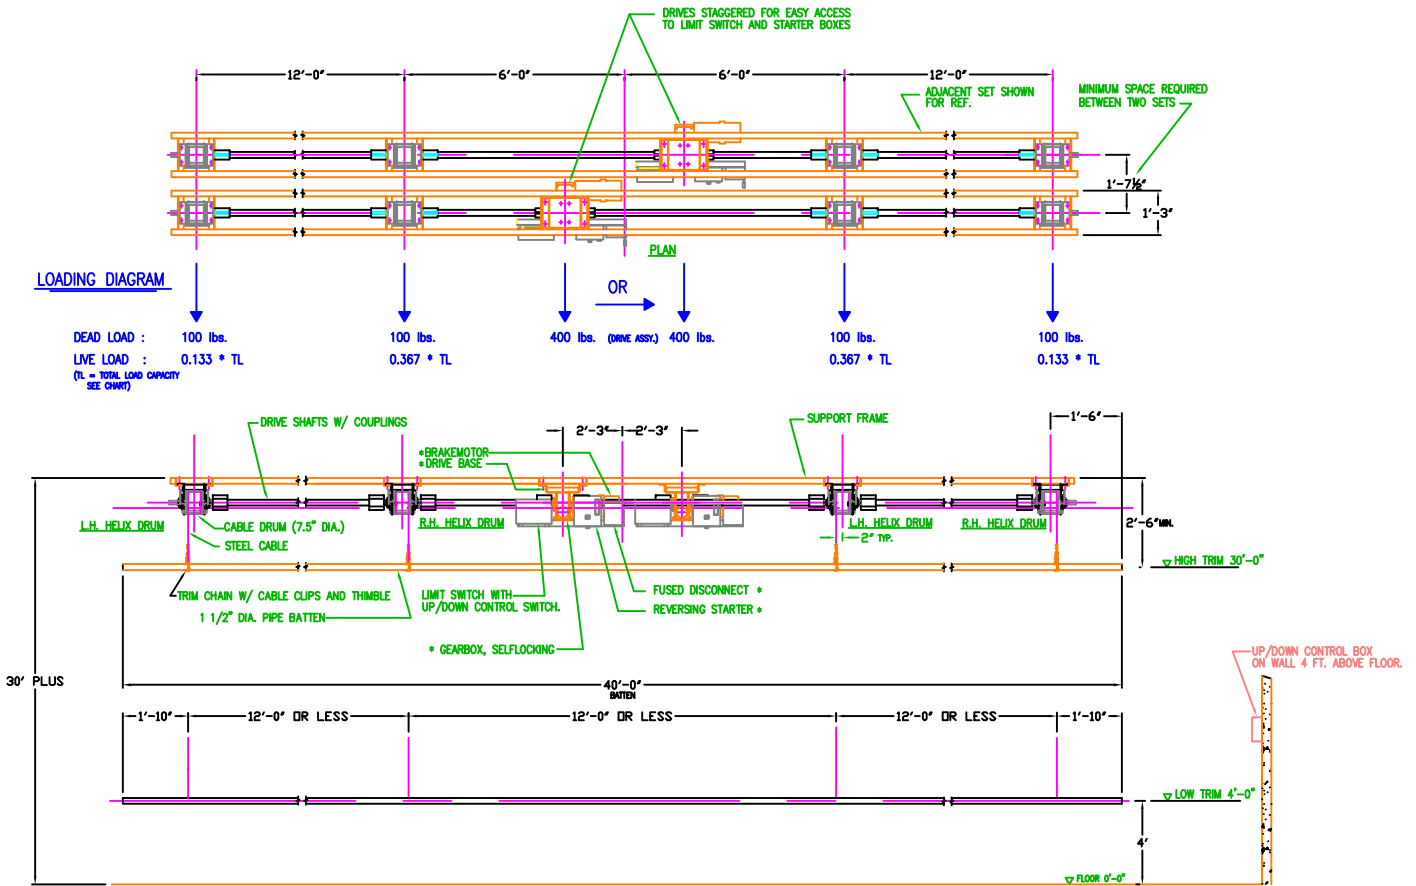 DRIVES STAGGERED FOR EASY ACCESS
TO LIMIT SWITCH AND STARTER BOXES
12'-0"
6'-0"
6'-0"
12'-0"
ADJACENT SET SHOWN
FOR REF.
MINIMUM SPACE REQUIRED
BETWEEN TWO SETS
1'-7½"
1'-3"
PLAN
LOADING DIAGRAM
OR
DEAD LOAD : 100 lbs. 100 lbs. 400 lbs. (DRIVE ASSY.) 400 lbs. 100 lbs. 100 lbs.
LIVE LOAD : 0.133 * TL 0.367 * TL 0.367 * TL 0.133 * TL
(TL = TOTAL LOAD CAPACITY
SEE CHART)
DRIVE SHAFTS W/ COUPLINGS
2'-3"
2'-3"
SUPPORT FRAME
1'-6"
*BRAKEMOTOR
*DRIVE BASE
L.H. HELIX DRUM
CABLE DRUM (7.5" DIA.)
R.H. HELIX DRUM
L.H. HELIX DRUM
R.H. HELIX DRUM
2'-6"MIN.
STEEL CABLE
2" TYP.
HIGH TRIM 30'-0"
TRIM CHAIN W/ CABLE CLIPS AND THIMBLE
LIMIT SWITCH WITH
UP/DOWN CONTROL SWITCH.
FUSED DISCONNECT *
REVERSING STARTER *
1 1/2" DIA. PIPE BATTEN
* GEARBOX, SELFLOCKING
UP/DOWN CONTROL BOX
ON WALL 4 FT. ABOVE FLOOR.
30' PLUS
40'-0"
BATTEN
1'-10"
12'-0" OR LESS
12'-0" OR LESS
12'-0" OR LESS
1'-10"
LOW TRIM 4'-0"
4'
FLOOR 0'-0"